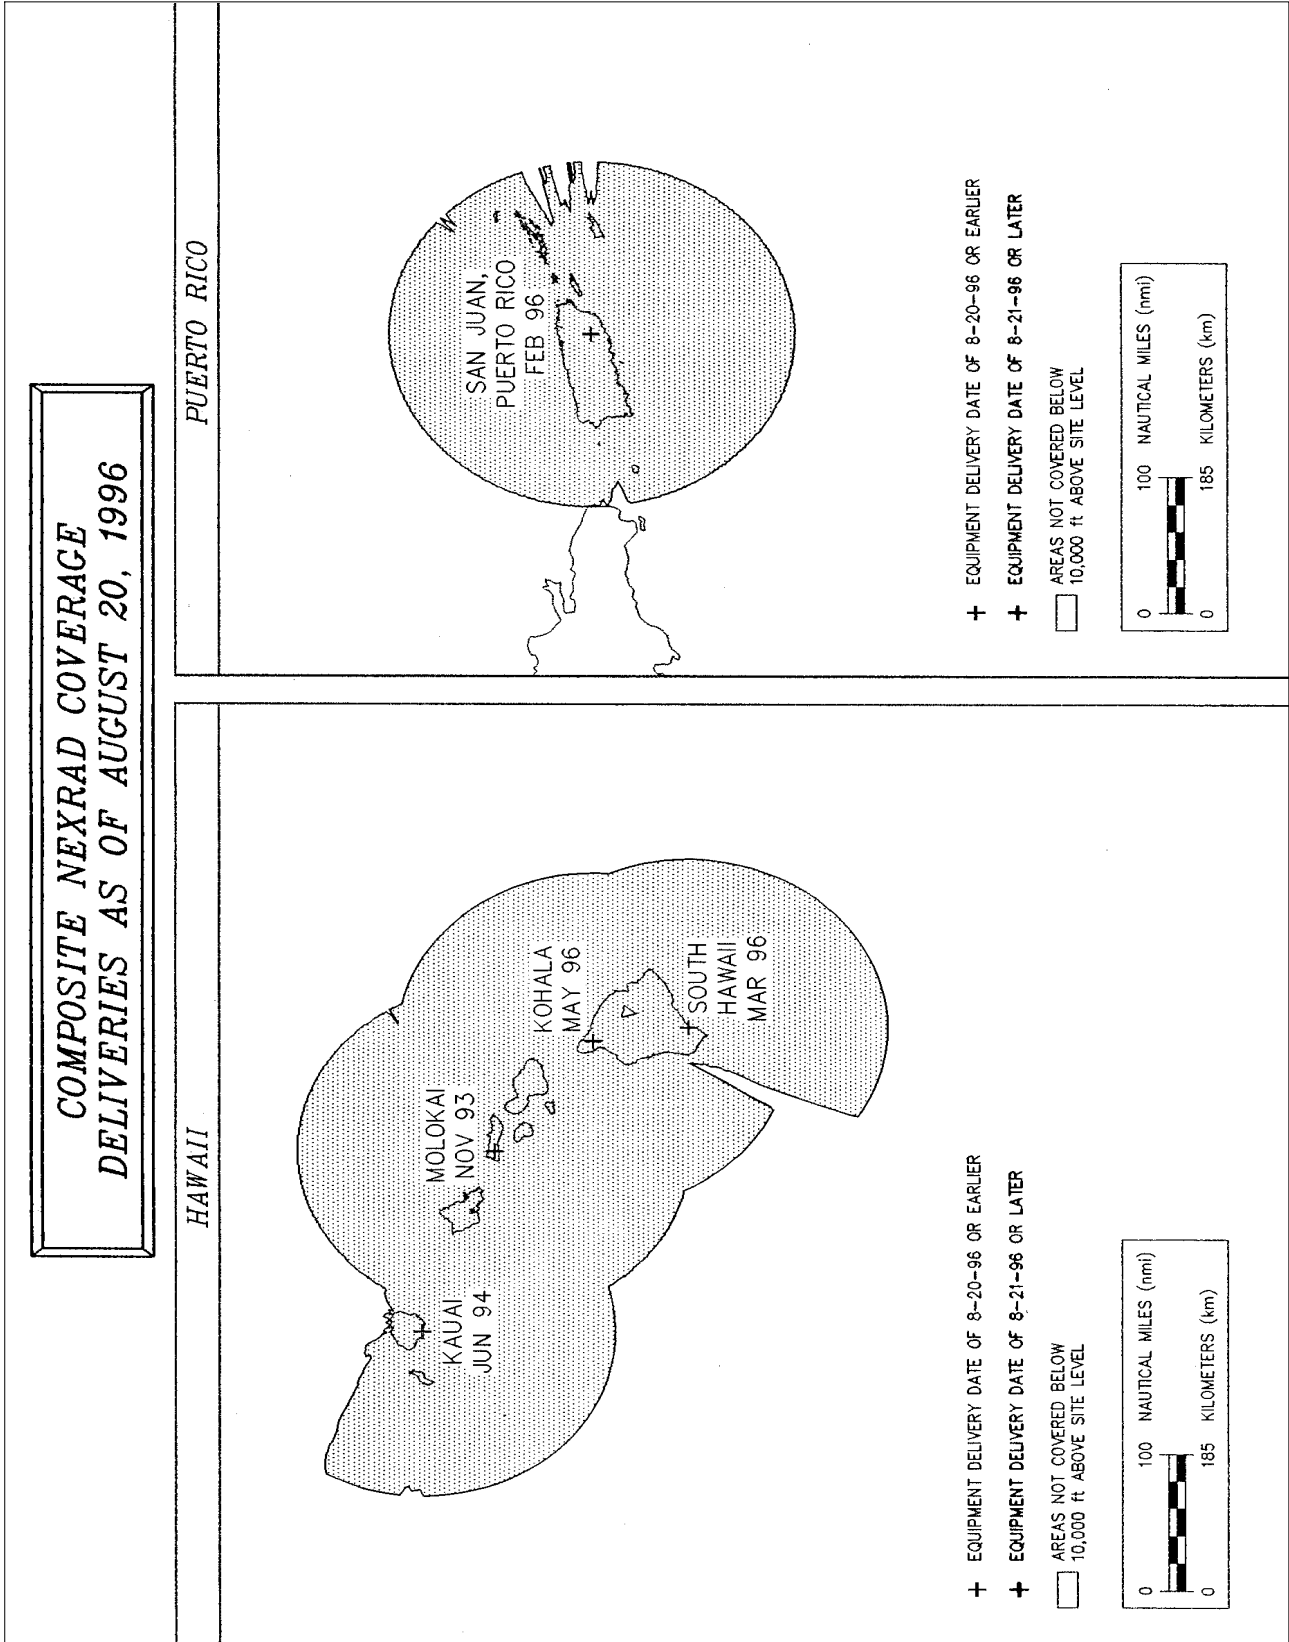 COMPOSITE NEXRAD COVERAGE
DELIVERIES AS OF AUGUST 20, 1996
HAWAII
KAUAI
JUN 94
MOLOKAI
NOV 93
KOHALA
MAY 96
SOUTH
HAWAII
MAR 96
+ EQUIPMENT DELIVERY DATE OF 8-20-96 OR EARLIER
+ EQUIPMENT DELIVERY DATE OF 8-21-96 OR LATER
AREAS NOT COVERED BELOW
10,000 ft ABOVE SITE LEVEL
0 100 NAUTICAL MILES (nmi)
0 185 KILOMETERS (km)
PUERTO RICO
SAN JUAN,
PUERTO RICO
FEB 96
+ EQUIPMENT DELIVERY DATE OF 8-20-96 OR EARLIER
+ EQUIPMENT DELIVERY DATE OF 8-21-96 OR LATER
AREAS NOT COVERED BELOW
10,000 ft ABOVE SITE LEVEL
0 100 NAUTICAL MILES (nmi)
0 185 KILOMETERS (km)